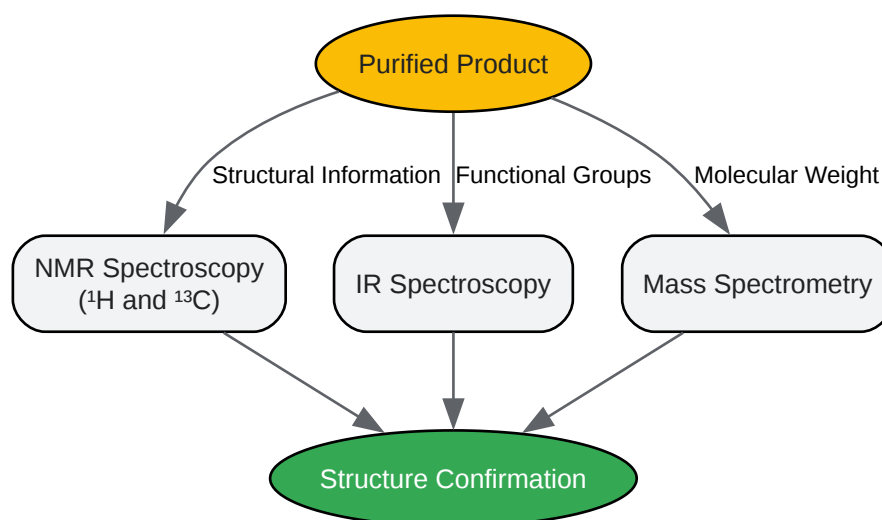 Purified Product
Structural Information
Functional Groups
Molecular Weight
NMR Spectroscopy
(¹H and ¹³C)
IR Spectroscopy
Mass Spectrometry
Structure Confirmation